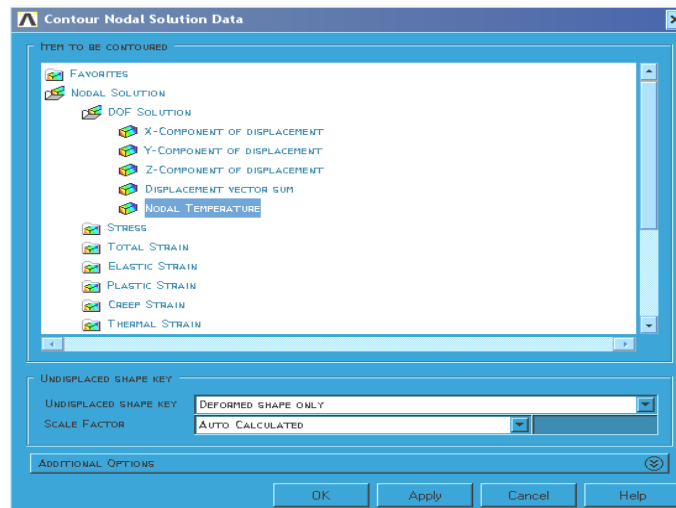 Contour Nodal Solution Data
Item to be contoured
Favorites
Nodal Solution
DOF Solution
X-Component of displacement
Y-Component of displacement
Z-Component of displacement
Displacement vector sum
Nodal Temperature
Stress
Total Strain
Elastic Strain
Plastic Strain
Creep Strain
Thermal Strain
Undisplaced shape key
Undisplaced shape key Deformed shape only
Scale Factor Auto Calculated
Additional Options
OK Apply Cancel Help